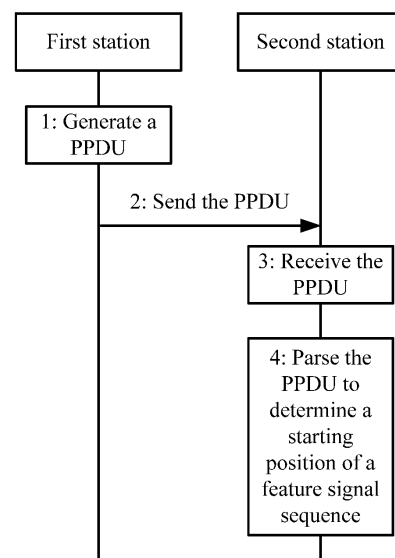 First station
Second station
1: Generate a
PPDU
2: Send the PPDU
3: Receive the
PPDU
4: Parse the
PPDU to
determine a
starting
position of a
feature signal
sequence